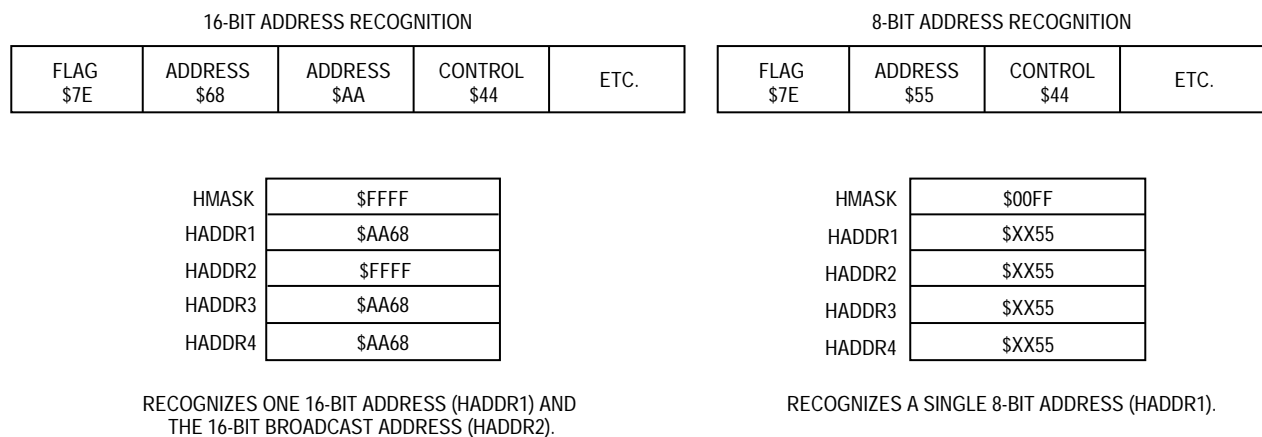 16-BIT ADDRESS RECOGNITION
FLAG $7E
ADDRESS $68
ADDRESS $AA
CONTROL $44
ETC.
HMASK $FFFF
HADDR1 $AA68
HADDR2 $FFFF
HADDR3 $AA68
HADDR4 $AA68
RECOGNIZES ONE 16-BIT ADDRESS (HADDR1) AND
THE 16-BIT BROADCAST ADDRESS (HADDR2).
8-BIT ADDRESS RECOGNITION
FLAG $7E
ADDRESS $55
CONTROL $44
ETC.
HMASK $00FF
HADDR1 $XX55
HADDR2 $XX55
HADDR3 $XX55
HADDR4 $XX55
RECOGNIZES A SINGLE 8-BIT ADDRESS (HADDR1).